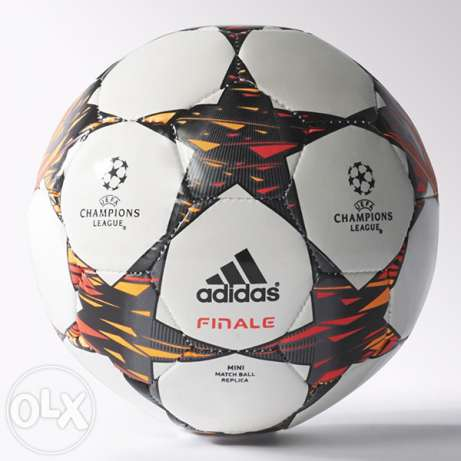 UEFA
CHAMPIONS
LEAGUE®
UEFA
CHAMPIONS
LEAGUE®
adidas®
FINALE
MINI
MATCH BALL
REPLICA
OLX